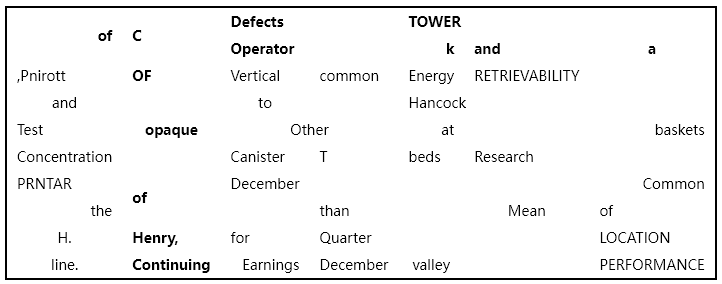 Defects TOWER
of C
Operator k and a
,Pnirott OF Vertical common Energy RETRIEVABILITY
and to Hancock
Test opaque Other at baskets
Concentration Canister T beds Research
PRNTAR December Common
of
the than Mean of
H. Henry, for Quarter LOCATION
line. Continuing Earnings December valley PERFORMANCE